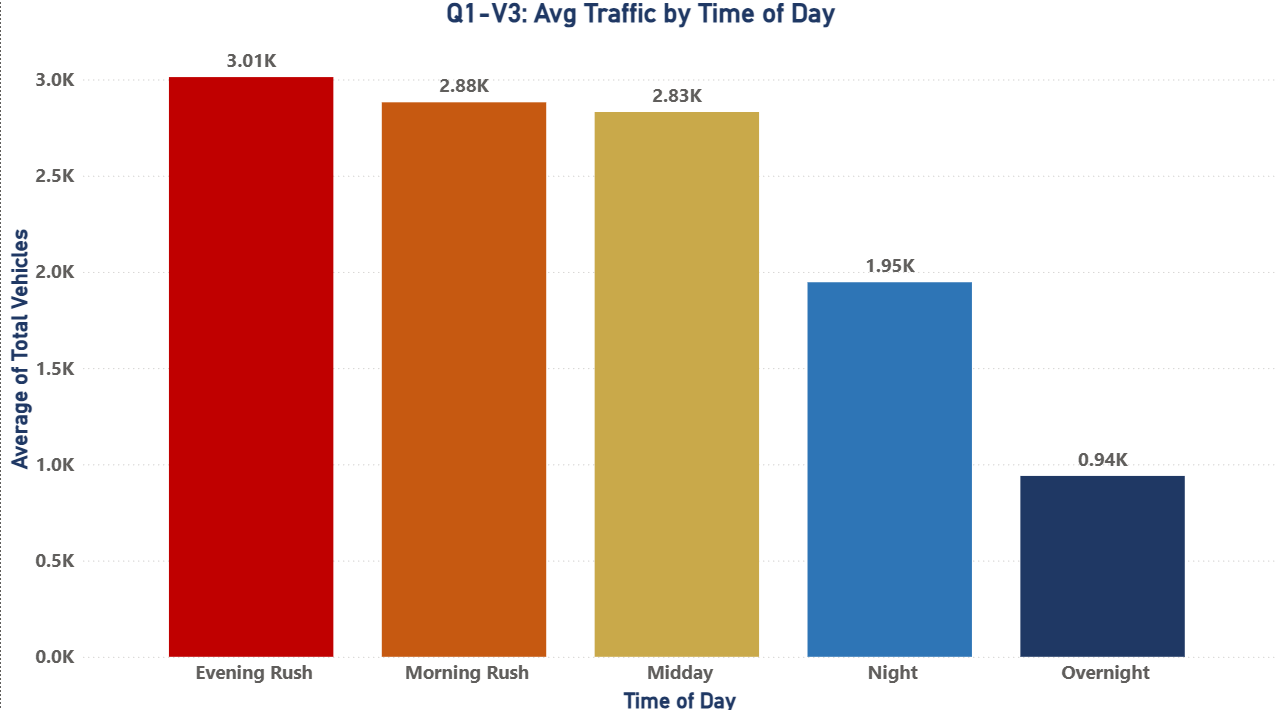 Q1-V3: Avg Traffic by Time of Day
Average of Total Vehicles
3.0K
2.5K
2.0K
1.5K
1.0K
0.5K
0.0K
3.01K
2.88K
2.83K
1.95K
0.94K
Evening Rush
Morning Rush
Midday
Night
Overnight
Time of Day